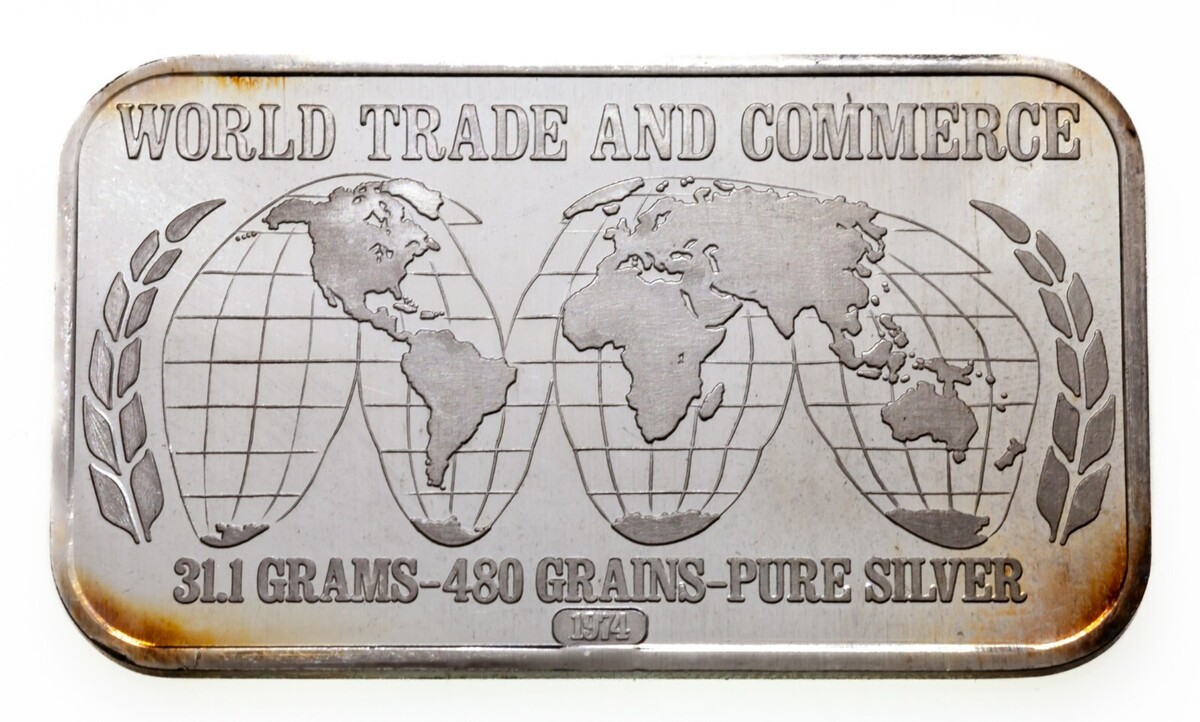 WORLD TRADE AND COMMERCE
31.1 GRAMS-480 GRAINS-PURE SILVER
1974